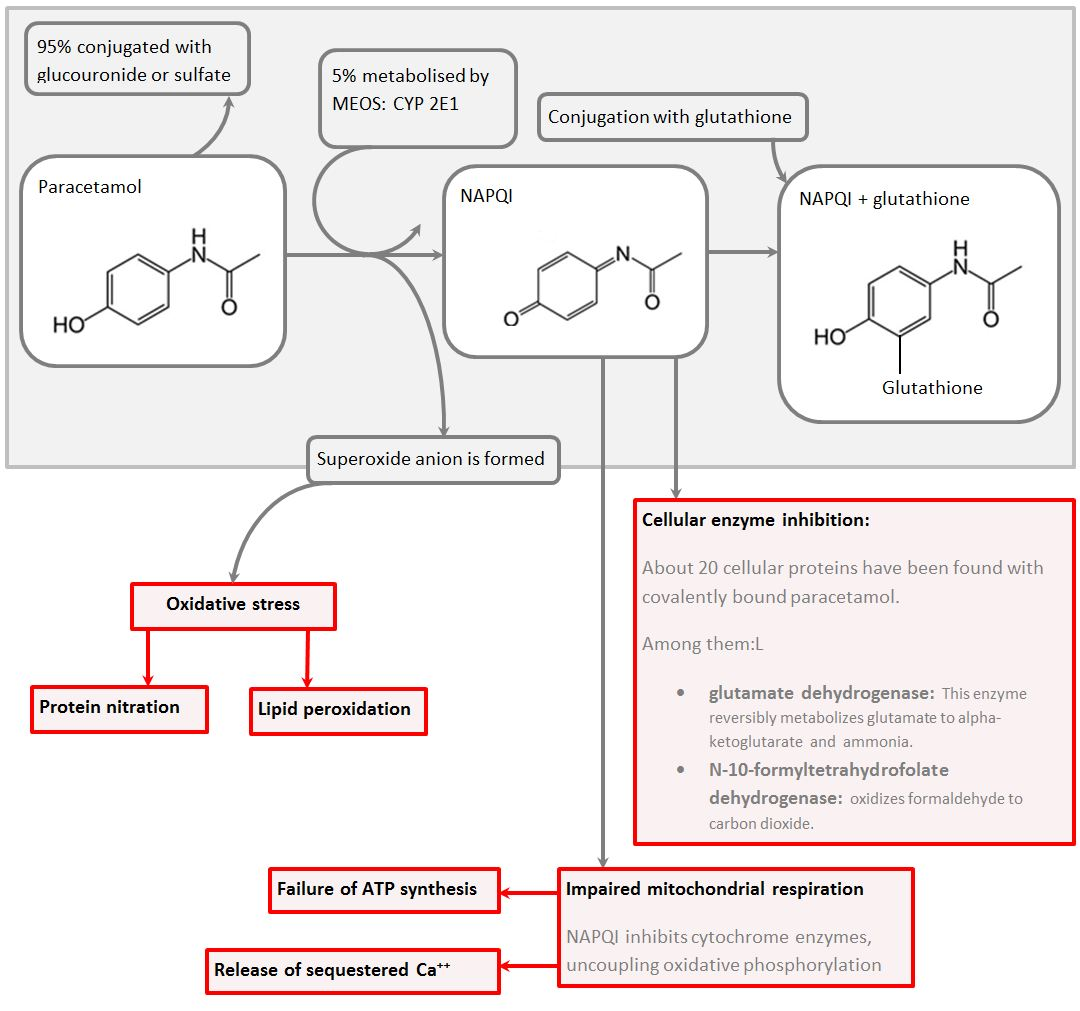 95% conjugated with
glucouronide or sulfate
5% metabolised by
MEOS: CYP 2E1
Conjugation with glutathione
Paracetamol
H
N
O
HO
NAPQI
N
O
O
NAPQI + glutathione
H
N
O
HO
Glutathione
Superoxide anion is formed
Oxidative stress
Protein nitration
Lipid peroxidation
Cellular enzyme inhibition:
About 20 cellular proteins have been found with
covalently bound paracetamol.
Among them:L
• glutamate dehydrogenase: This enzyme
reversibly metabolizes glutamate to alpha-
ketoglutarate and ammonia.
• N-10-formyltetrahydrofolate
dehydrogenase: oxidizes formaldehyde to
carbon dioxide.
Failure of ATP synthesis
Release of sequestered Ca⁺⁺
Impaired mitochondrial respiration
NAPQI inhibits cytochrome enzymes,
uncoupling oxidative phosphorylation